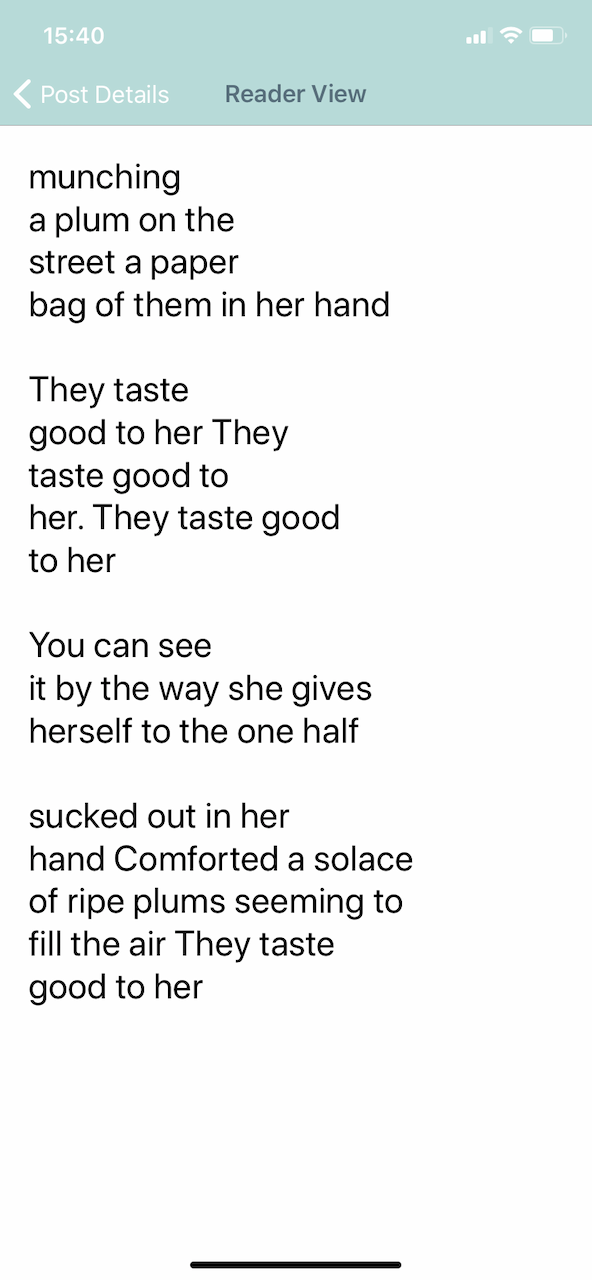 15:40
Post Details
Reader View
munching
a plum on the
street a paper
bag of them in her hand
They taste
good to her They
taste good to
her. They taste good
to her
You can see
it by the way she gives
herself to the one half
sucked out in her
hand Comforted a solace
of ripe plums seeming to
fill the air They taste
good to her